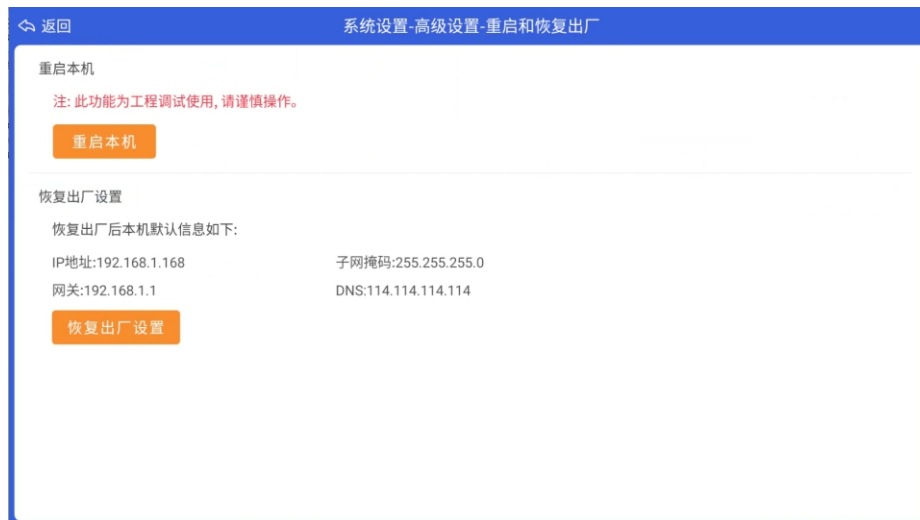 返回
系统设置-高级设置-重启和恢复出厂
重启本机
注: 此功能为工程调试使用, 请谨慎操作。
重启本机
恢复出厂设置
恢复出厂后本机默认信息如下:
IP地址:192.168.1.168 子网掩码:255.255.255.0
网关:192.168.1.1 DNS:114.114.114.114
恢复出厂设置